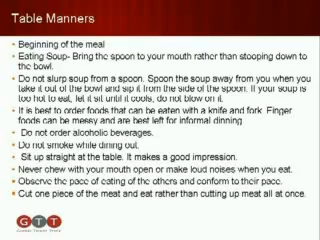 Table Manners
Beginning of the meal
Eating Soup- Bring the spoon to your mouth rather than stooping down to
the bowl.
Do not slurp soup from a spoon. Spoon the soup away from you when you
take it out of the bowl and sip it from the side of the spoon. If your soup is
too hot to eat, let it sit until it cools, do not blow on it.
It is best to order foods that can be eaten with a knife and fork. Finger
foods can be messy and are best left for informal dinning
Do not order alooholic beverages.
Do not smoke while dining out.
Sit up straight at the table. It makes a good impression.
Never chew with your mouth open or make loud noises when you eat.
Observe the pace of eating of the others and conform to their pace.
Cut one piece of the meat and eat rather than cutting up meat all at once.
GTT